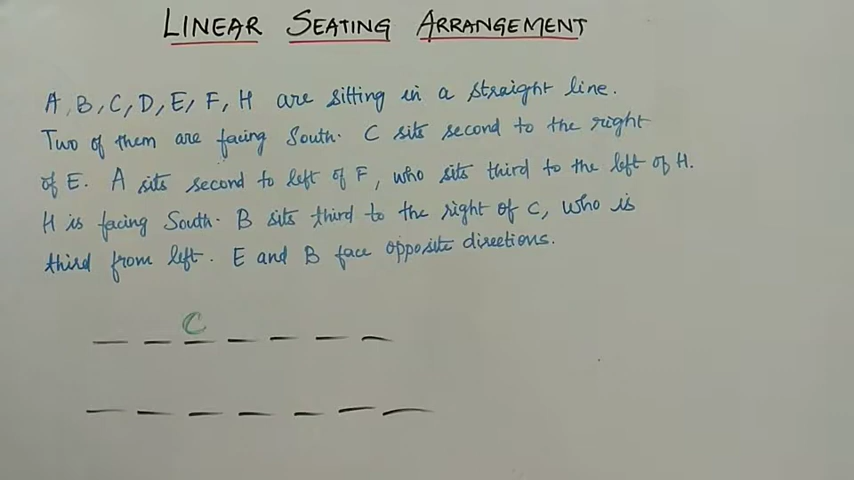 LINEAR SEATING ARRANGEMENT
A, B, C, D, E, F, H are sitting in a straight line.
Two of them are facing South. C sits second to the right
of E. A sits second to left of F, who sits third to the left of H.
H is facing South. B sits third to the right of C, who is
third from left. E and B face opposite directions.
C